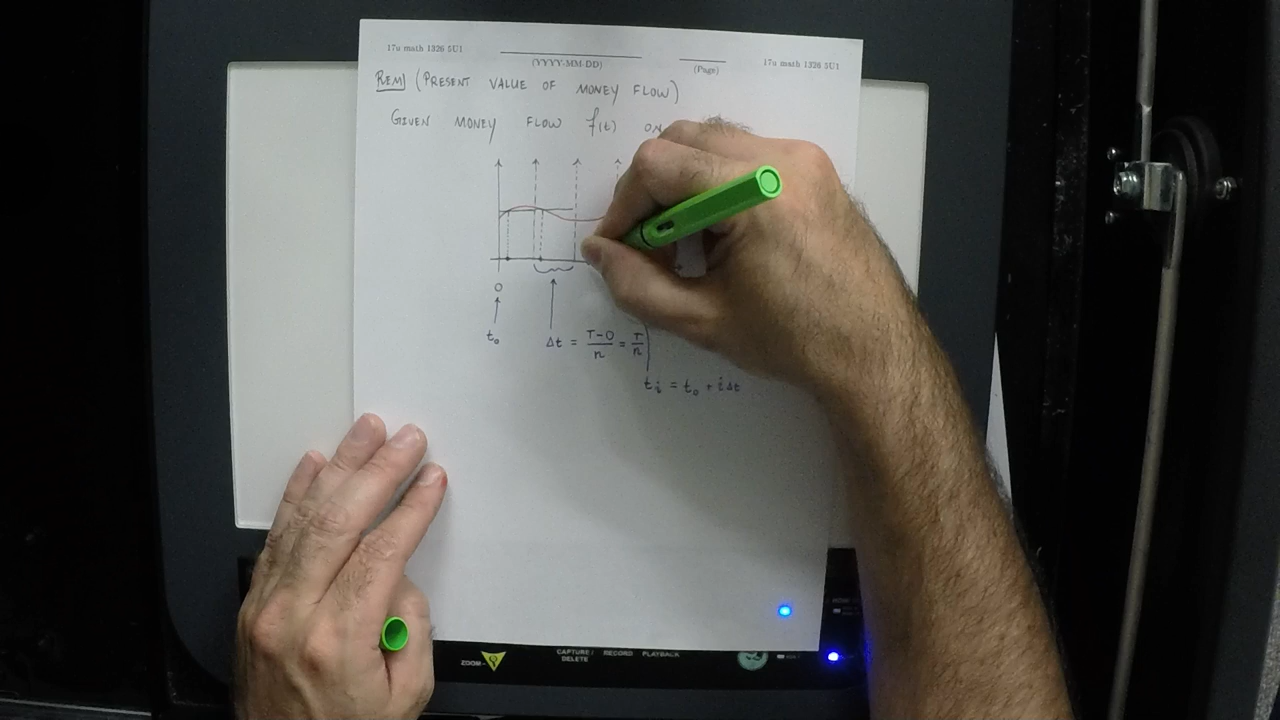 17u math 1326 5U1 17u math 1326 5U1
(YYYY-MM-DD) (Page)
REM (PRESENT VALUE OF MONEY FLOW)
GIVEN MONEY FLOW f(t) ON
0
t₀ Δt = T-0/n = T/n
tᵢ = t₀ + iΔt
ZOOM CAPTURE / DELETE RECORD PLAYBACK